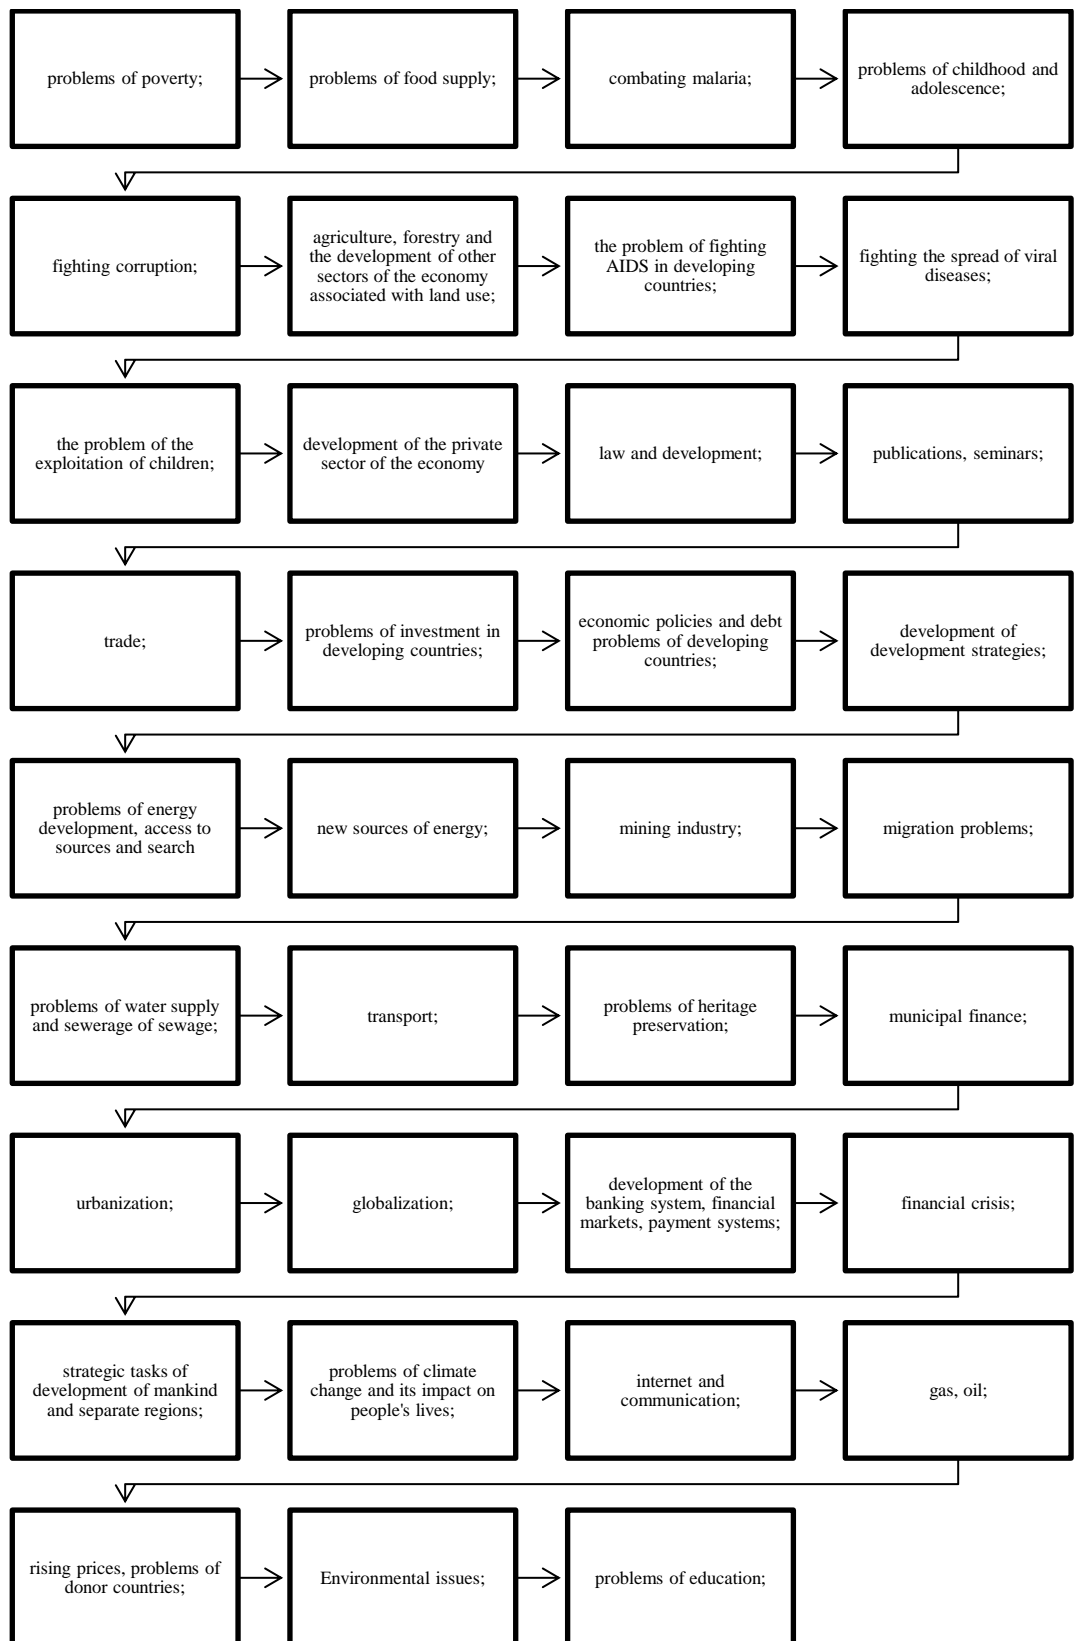 problems of poverty;
problems of food supply;
combating malaria;
problems of childhood and
adolescence;
fighting corruption;
agriculture, forestry and
the development of other
sectors of the economy
associated with land use;
the problem of fighting
AIDS in developing
countries;
fighting the spread of viral
diseases;
the problem of the
exploitation of children;
development of the private
sector of the economy
law and development;
publications, seminars;
trade;
problems of investment in
developing countries;
economic policies and debt
problems of developing
countries;
development of
development strategies;
problems of energy
development, access to
sources and search
new sources of energy;
mining industry;
migration problems;
problems of water supply
and sewerage of sewage;
transport;
problems of heritage
preservation;
municipal finance;
urbanization;
globalization;
development of the
banking system, financial
markets, payment systems;
financial crisis;
strategic tasks of
development of mankind
and separate regions;
problems of climate
change and its impact on
people's lives;
internet and
communication;
gas, oil;
rising prices, problems of
donor countries;
Environmental issues;
problems of education;